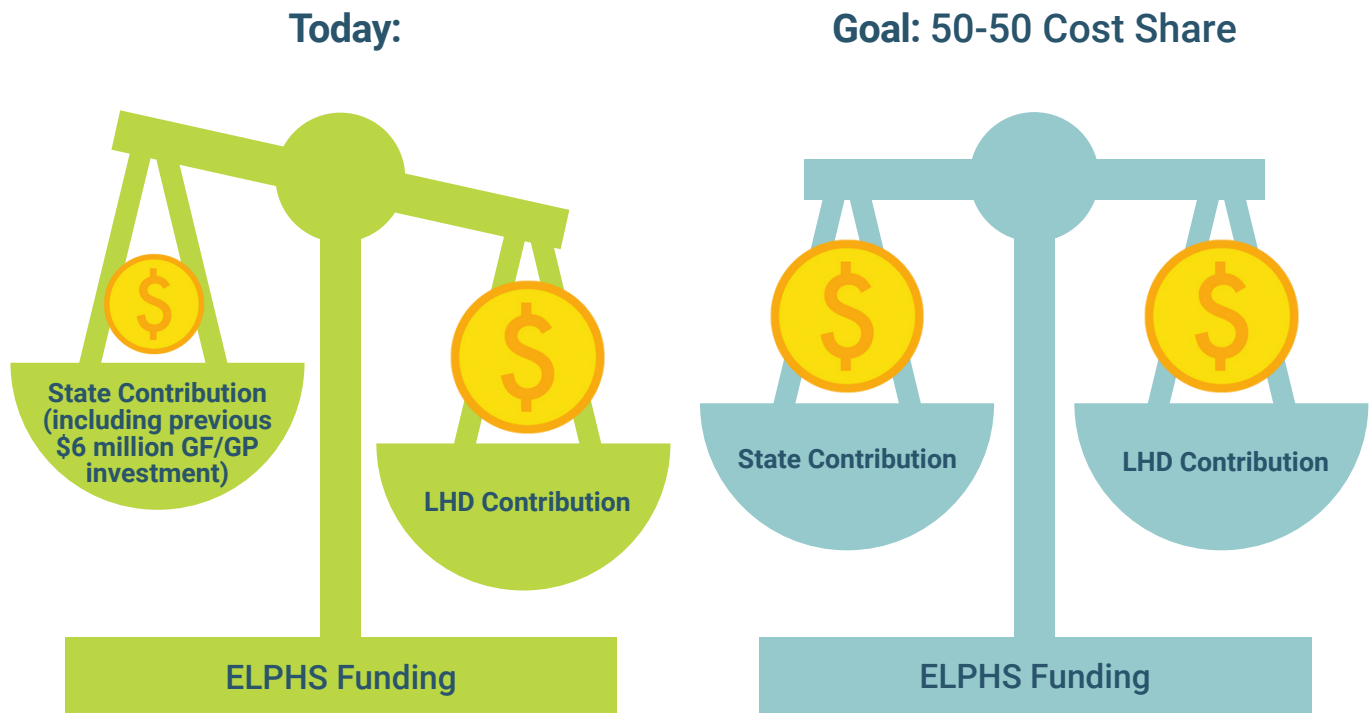 Today:
$
State Contribution
(including previous
$6 million GF/GP
investment)
$
LHD Contribution
ELPHS Funding
Goal: 50-50 Cost Share
$
State Contribution
$
LHD Contribution
ELPHS Funding